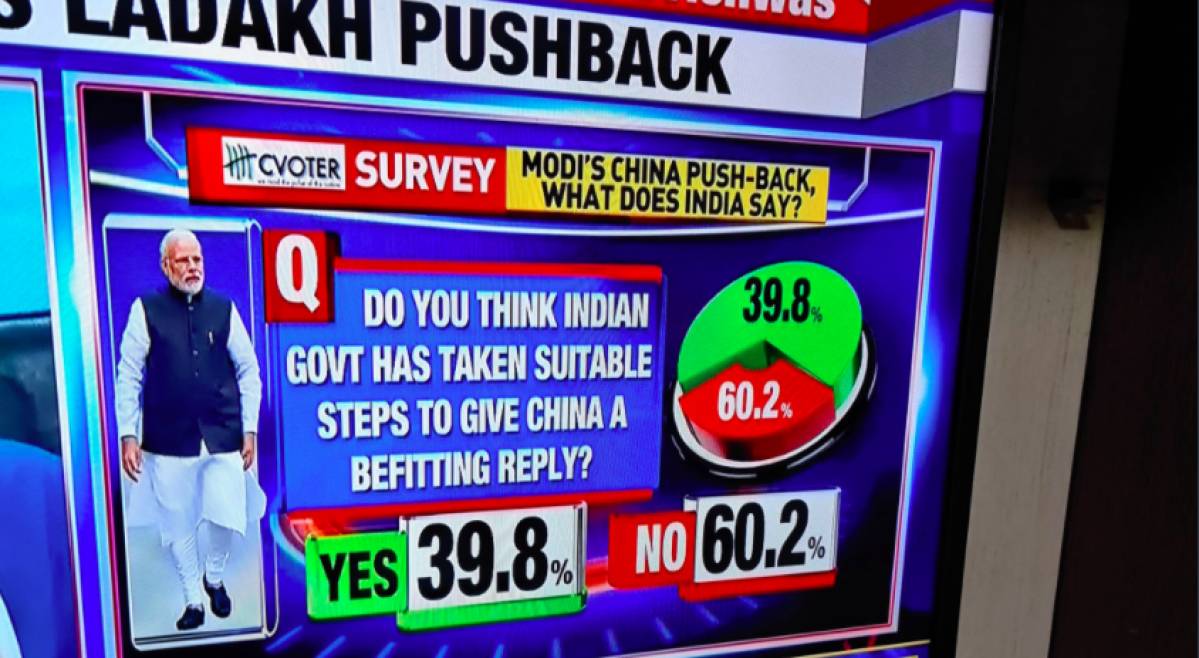 LADAKH PUSHBACK
CVOTER SURVEY
MODI'S CHINA PUSH-BACK,
WHAT DOES INDIA SAY?
Q
DO YOU THINK INDIAN
GOVT HAS TAKEN SUITABLE
STEPS TO GIVE CHINA A
BEFITTING REPLY?
39.8%
60.2%
YES 39.8%
NO 60.2%